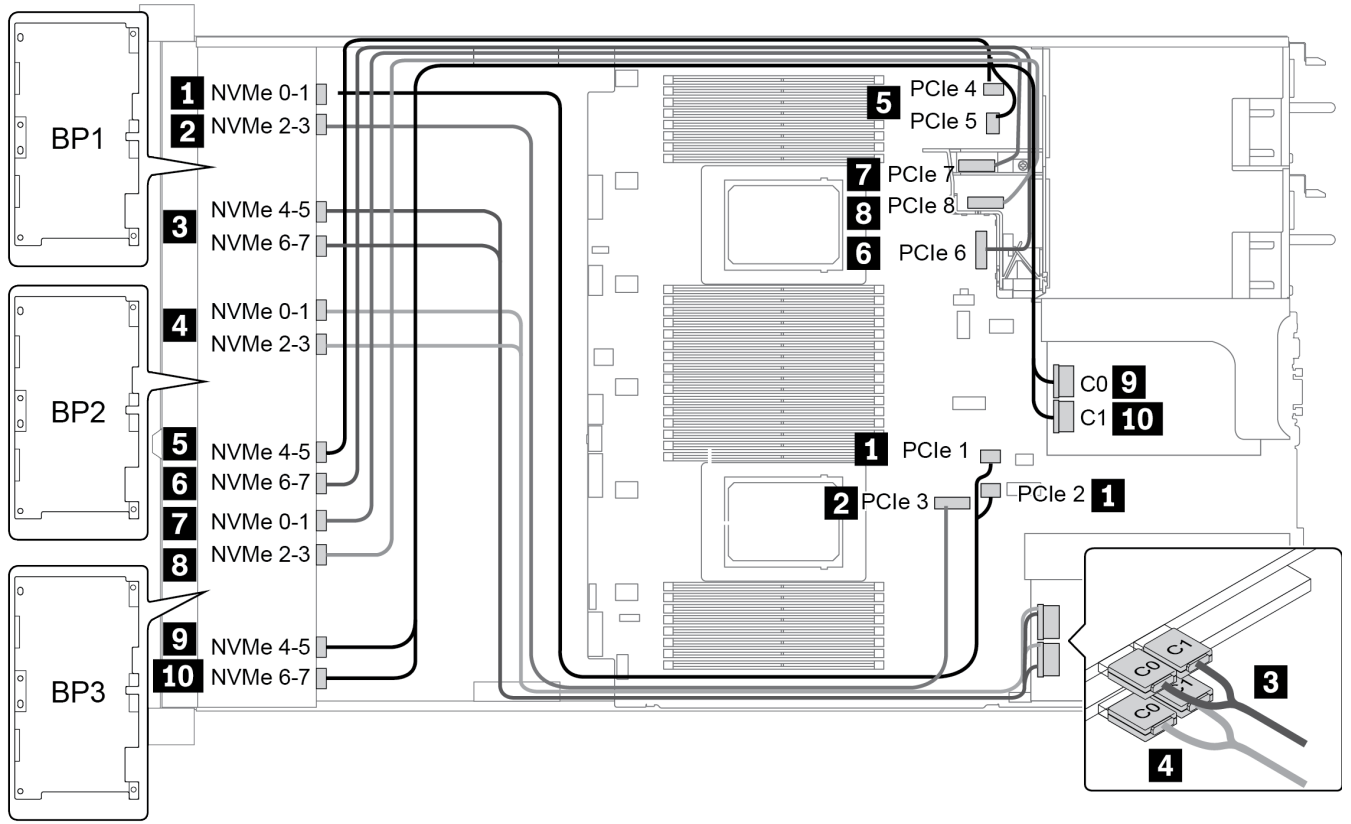 BP1
1 NVMe 0-1
2 NVMe 2-3
3
NVMe 4-5
NVMe 6-7
BP2
4
NVMe 0-1
NVMe 2-3
5 NVMe 4-5
6 NVMe 6-7
BP3
7 NVMe 0-1
8 NVMe 2-3
9 NVMe 4-5
10 NVMe 6-7
5
PCIe 4
PCIe 5
7 PCIe 7
8 PCIe 8
6 PCIe 6
C0 9
C1 10
1 PCIe 1
PCIe 2 1
2 PCIe 3
C1
C0
C1
C0
3
4